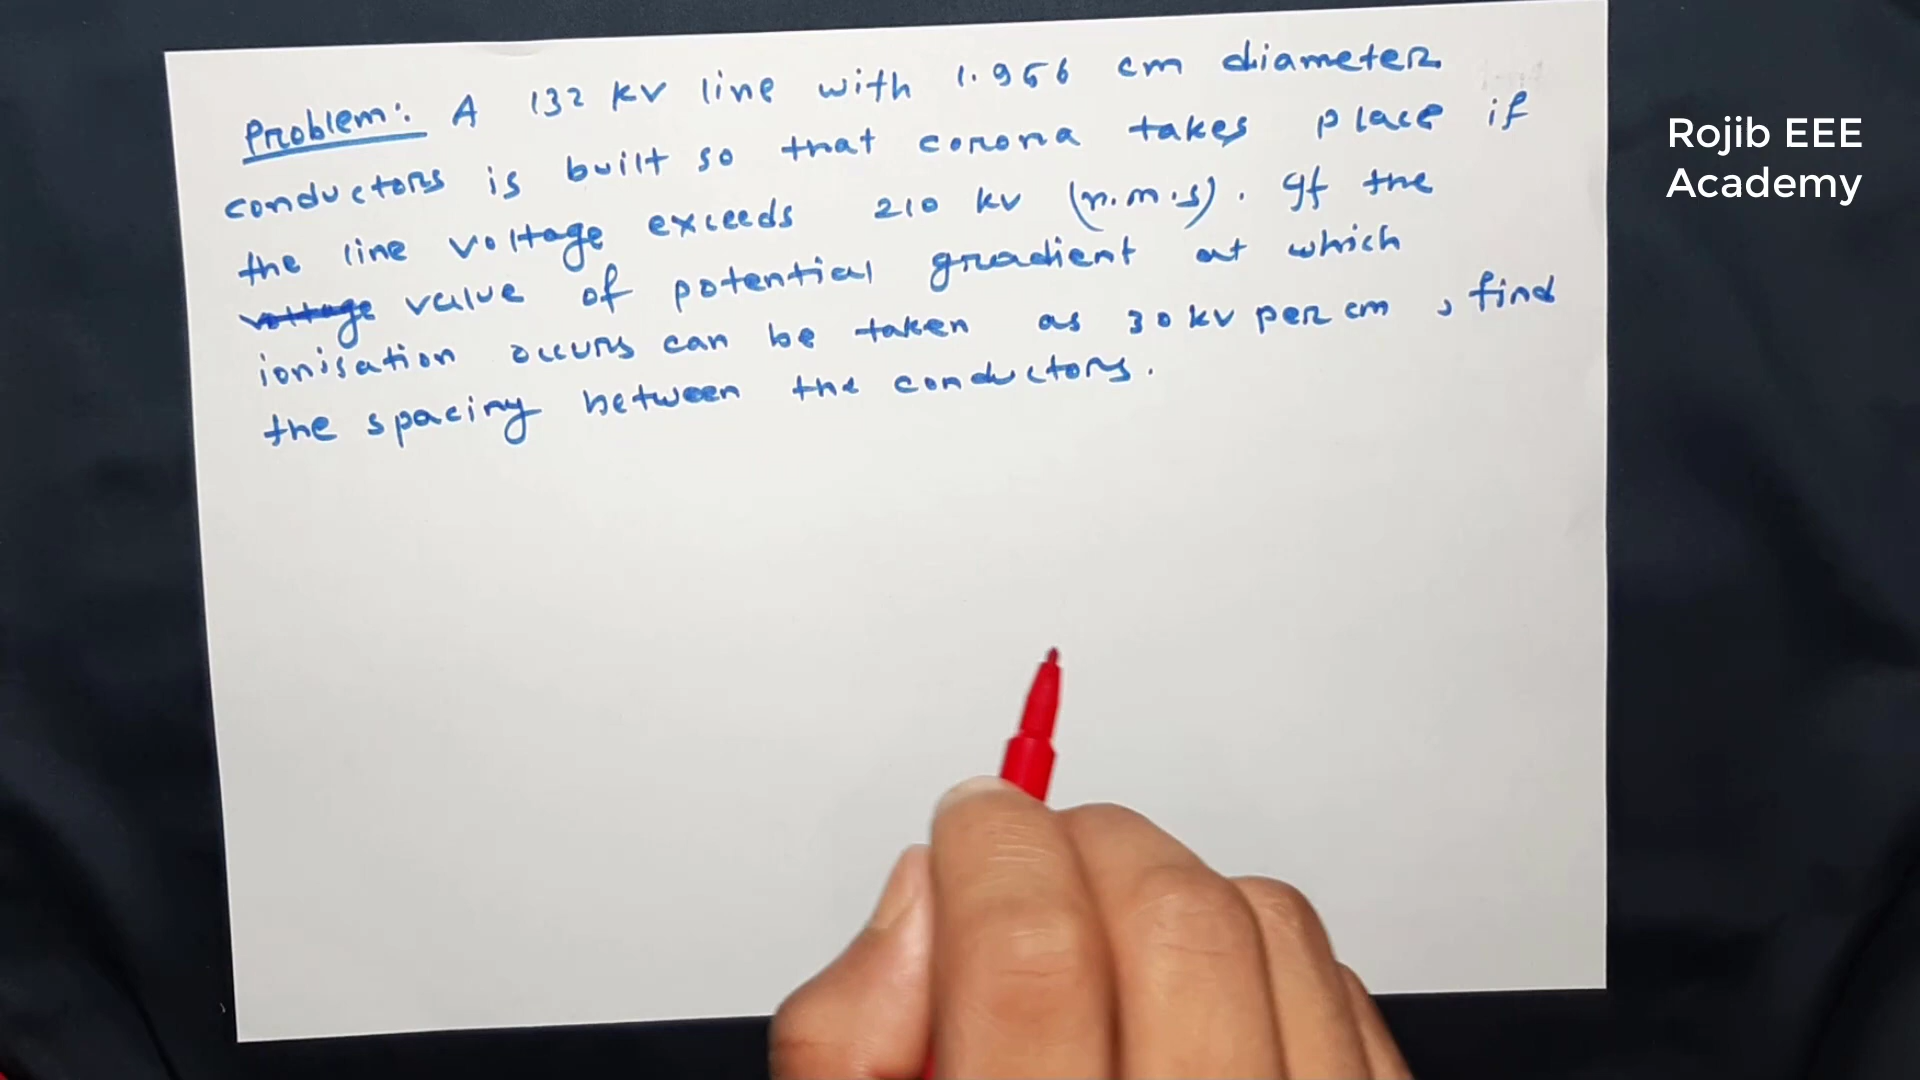 Problem: A 132 kv line with 1.956 cm diameter
conductors is built so that corona takes place if
the line voltage exceeds 210 kv (r.m.s). If the
voltage value of potential gradient at which
ionisation occurs can be taken as 30 kv per cm, find
the spacing between the conductors.
Rojib EEE
Academy